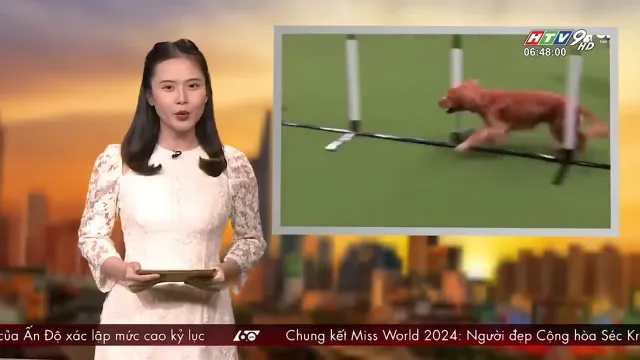 HTV9 HD
06:48:00
của Ấn Độ xác lập mức cao kỷ lục
60
Chung kết Miss World 2024: Người đẹp Cộng hòa Séc